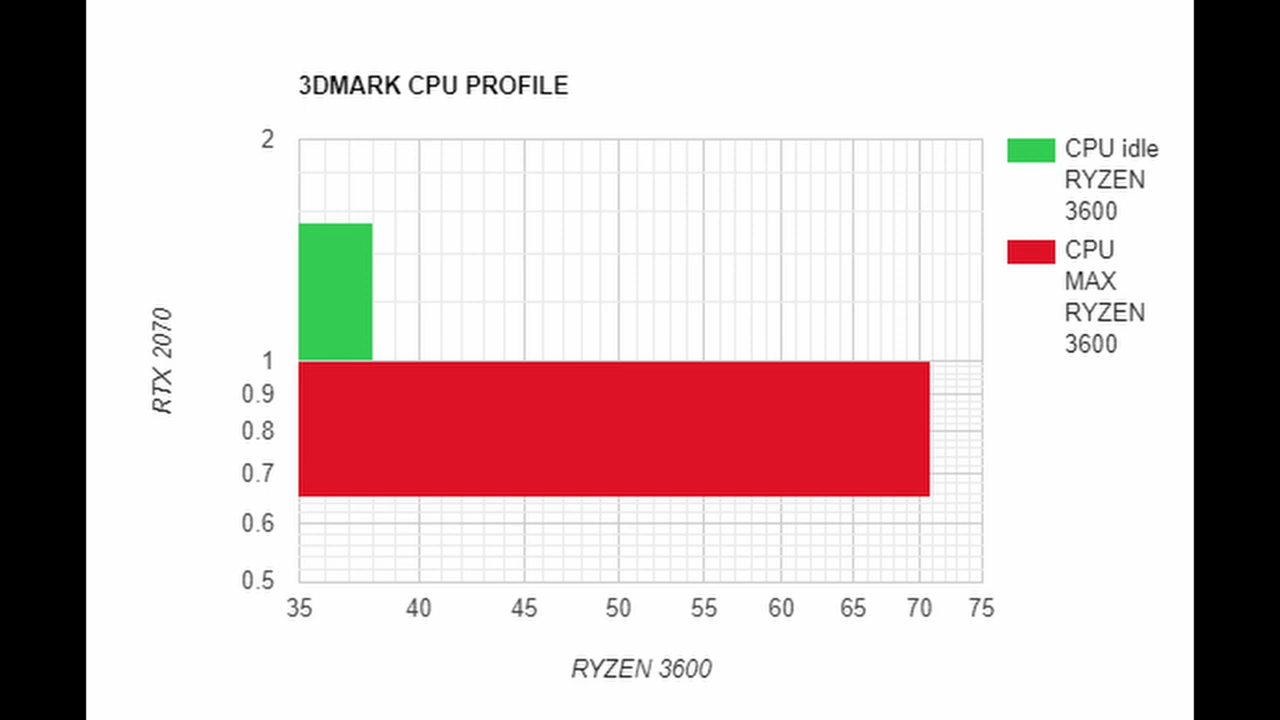 3DMARK CPU PROFILE
2
1
0.9
0.8
0.7
0.6
0.5
RTX 2070
35 40 45 50 55 60 65 70 75
RYZEN 3600
CPU idle
RYZEN
3600
CPU
MAX
RYZEN
3600